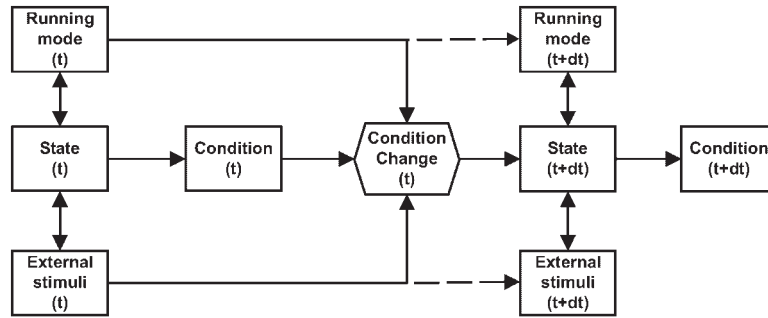 Running
mode
(t)
Running
mode
(t+dt)
State
(t)
Condition
(t)
Condition
Change
(t)
State
(t+dt)
Condition
(t+dt)
External
stimuli
(t)
External
stimuli
(t+dt)